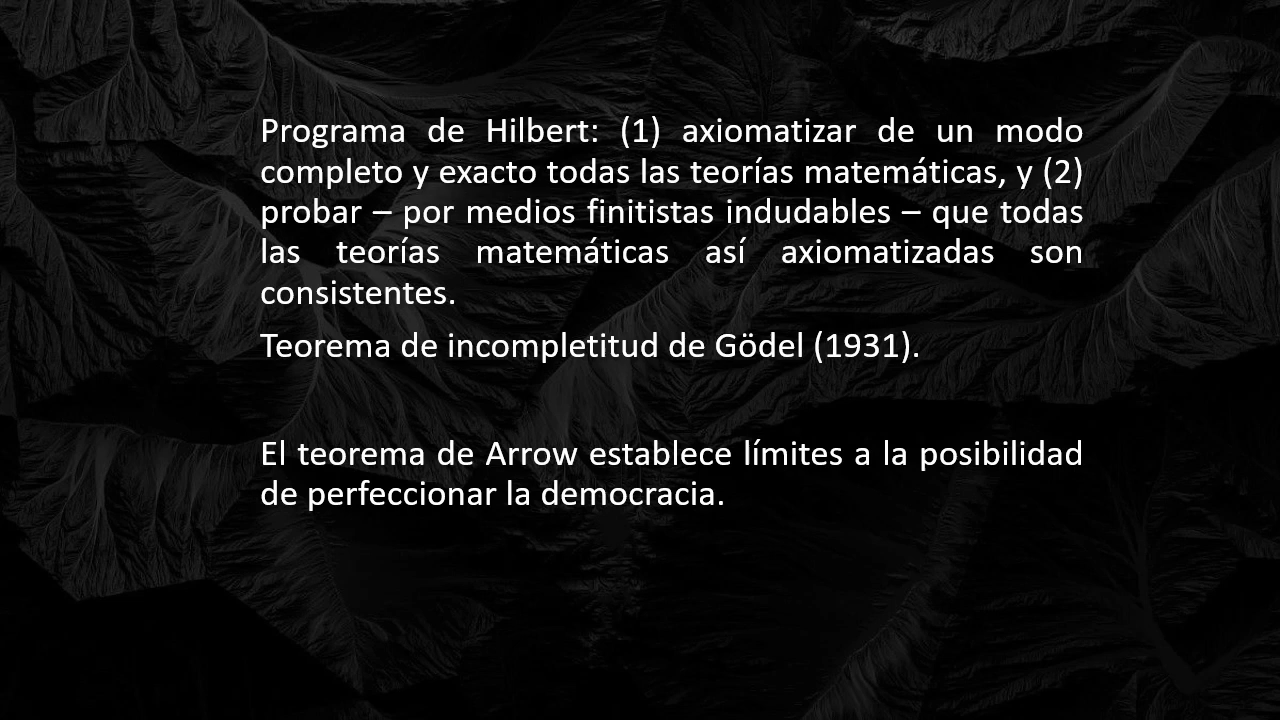 Programa de Hilbert: (1) axiomatizar de un modo
completo y exacto todas las teorías matemáticas, y (2)
probar – por medios finitistas indudables – que todas
las teorías matemáticas así axiomatizadas son
consistentes.
Teorema de incompletitud de Gödel (1931).
El teorema de Arrow establece límites a la posibilidad
de perfeccionar la democracia.